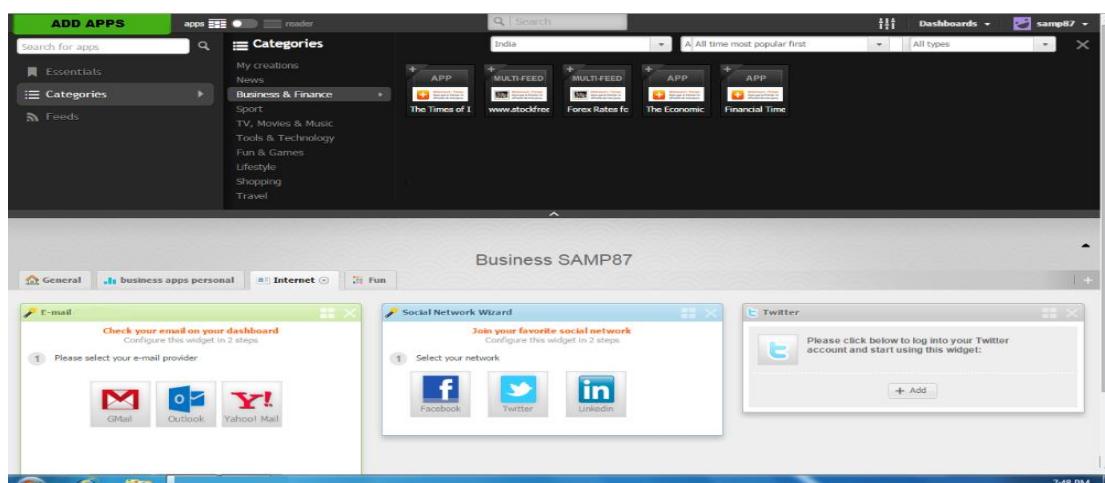 ADD APPS
apps
reader
Search
Dashboards
samp87
Search for apps
Essentials
Categories
Feeds
Categories
My creations
News
Business & Finance
Sport
TV, Movies & Music
Tools & Technology
Fun & Games
Lifestyle
Shopping
Travel
India
A All time most popular first
All types
APP
The Times of I
MULTI-FEED
www.stockfree
MULTI-FEED
Forex Rates fo
APP
The Economic
APP
Financial Time
Business SAMP87
General
business apps personal
Internet
Fun
E-mail
Check your email on your dashboard
Configure this widget in 2 steps
1 Please select your e-mail provider
GMail
Outlook
Yahoo! Mail
Social Network Wizard
Join your favorite social network
Configure this widget in 2 steps
1 Select your network
Facebook
Twitter
Linkedin
Twitter
Please click below to log into your Twitter
account and start using this widget:
+ Add
7:48 PM